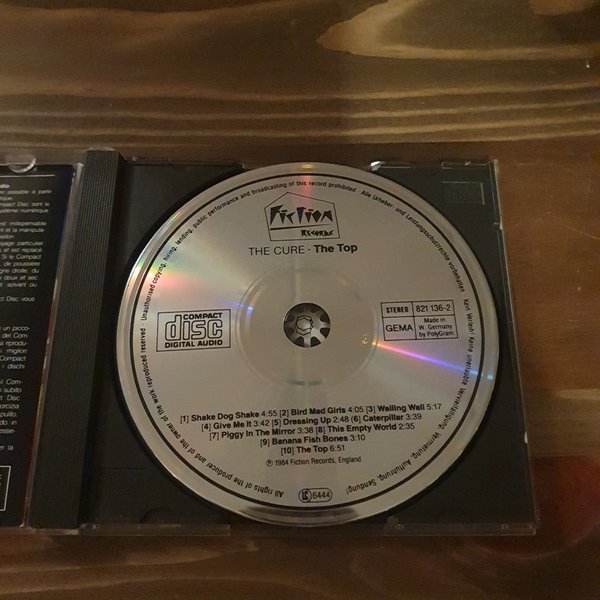 Fiction
RECORDS
THE CURE · The Top
COMPACT
disc
DIGITAL AUDIO
STEREO 821 136-2
GEMA
Made in
W. Germany
by PolyGram
[1] Shake Dog Shake 4:55 [2] Bird Mad Girls 4:05 [3] Wailing Wall 5:17
[4] Give Me It 3:42 [5] Dressing Up 2:48 (6) Caterpillar 3:39
[7] Piggy In The Mirror 3:38 [8] This Empty World 2:35
[9] Banana Fish Bones 3:10
[10] The Top 6:51
℗ 1984 Fiction Records, England
6444
All rights of the producer and of the owner of the work reproduced reserved · Unauthorised copying, hiring, lending, public performance and broadcasting of this record prohibited · Alle Urheber- und Leistungsschutzrechte vorbehalten · Kein Verleih! Keine unerlaubte Vervielfältigung, Vermietung, Aufführung, Sendung!